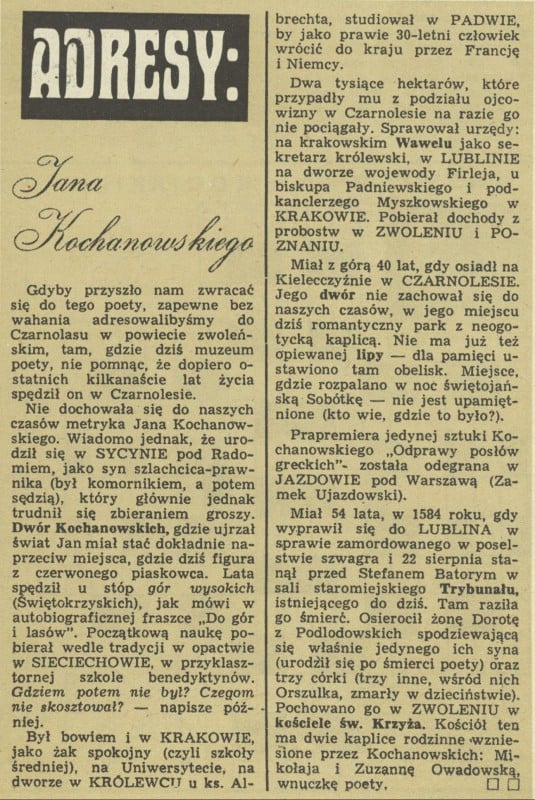 ADRESY:
Jana
Kochanowskiego
Gdyby przyszło nam zwracać
się do tego poety, zapewne bez
wahania adresowalibyśmy do
Czarnolasu w powiecie zwoleń-
skim, tam, gdzie dziś muzeum
poety, nie pomnąc, że dopiero o-
statnich kilkanaście lat życia
spędził on w Czarnolesie.
Nie dochowała się do naszych
czasów metryka Jana Kochanow-
skiego. Wiadomo jednak, że uro-
dził się w SYCYNIE pod Rado-
miem, jako syn szlachcica-praw-
nika (był komornikiem, a potem
sędzią), który głównie jednak
trudnił się zbieraniem groszy.
Dwór Kochanowskich, gdzie ujrzał
świat Jan miał stać dokładnie na-
przeciw miejsca, gdzie dziś figura
z czerwonego piaskowca. Lata
spędził u stóp gór wysokich
(Świętokrzyskich), jak mówi w
autobiograficznej fraszce „Do gór
i lasów". Początkową naukę po-
bierał wedle tradycji w opactwie
w SIECIECHOWIE, w przyklasz-
tornej szkole benedyktynów.
Gdziem potem nie był? Czegom
nie skosztował? — napisze póź-
niej.
Był bowiem i w KRAKOWIE,
jako żak spokojny (czyli szkoły
średniej), na Uniwersytecie, na
dworze w KRÓLEWCU u ks. Al-
brechta, studiował w PADWIE,
by jako prawie 30-letni człowiek
wrócić do kraju przez Francję
i Niemcy.
Dwa tysiące hektarów, które
przypadły mu z podziału ojco-
wizny w Czarnolesie na razie go
nie pociągały. Sprawował urzędy:
na krakowskim Wawelu jako se-
kretarz królewski, w LUBLINIE
na dworze wojewody Firleja, u
biskupa Padniewskiego i pod-
kanclerzego Myszkowskiego w
KRAKOWIE. Pobierał dochody z
probostw w ZWOLENIU i PO-
ZNANIU.
Miał z górą 40 lat, gdy osiadł na
Kielecczyźnie w CZARNOLESIE.
Jego dwór nie zachował się do
naszych czasów, w jego miejscu
dziś romantyczny park z neogo-
tycką kaplicą. Nie ma już też
opiewanej lipy — dla pamięci u-
stawiono tam obelisk. Miejsce,
gdzie rozpalano w noc świętojań-
ską Sobótkę — nie jest upamięt-
nione (kto wie, gdzie to było?).
Prapremiera jedynej sztuki Ko-
chanowskiego „Odprawy posłów
greckich"- została odegrana w
JAZDOWIE pod Warszawą (Za-
mek Ujazdowski).
Miał 54 lata, w 1584 roku, gdy
wyprawił się do LUBLINA w
sprawie zamordowanego w posel-
stwie szwagra i 22 sierpnia sta-
nął przed Stefanem Batorym w
sali staromiejskiego Trybunału,
istniejącego do dziś. Tam raziła
go śmierć. Osierocił żonę Dorotę
z Podlodowskich spodziewającą
się właśnie jedynego ich syna
(urodził się po śmierci poety) oraz
trzy córki (trzy inne, wśród nich
Orszulka, zmarły w dzieciństwie).
Pochowano go w ZWOLENIU w
kościele św. Krzyża. Kościół ten
ma dwie kaplice rodzinne wznie-
sione przez Kochanowskich: Mi-
kołaja i Zuzannę Owadowską,
wnuczkę poety.